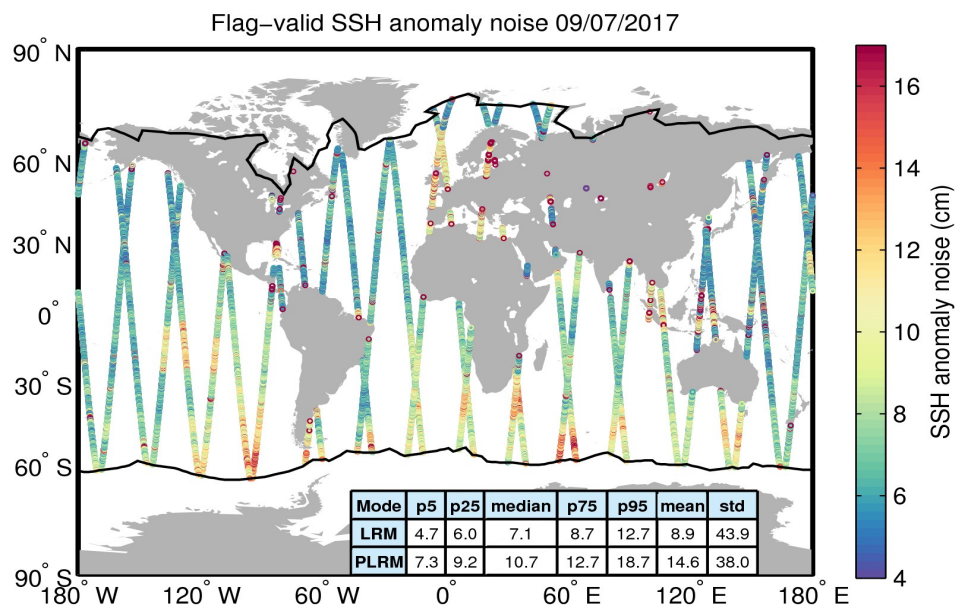 Flag–valid SSH anomaly noise 09/07/2017
90° N
60° N
30° N
0°
30° S
60° S
90° S
180° W
120° W
60° W
0°
60° E
120° E
180° E
Mode p5 p25 median p75 p95 mean std
LRM 4.7 6.0 7.1 8.7 12.7 8.9 43.9
PLRM 7.3 9.2 10.7 12.7 18.7 14.6 38.0
16
14
12
10
8
6
4
SSH anomaly noise (cm)